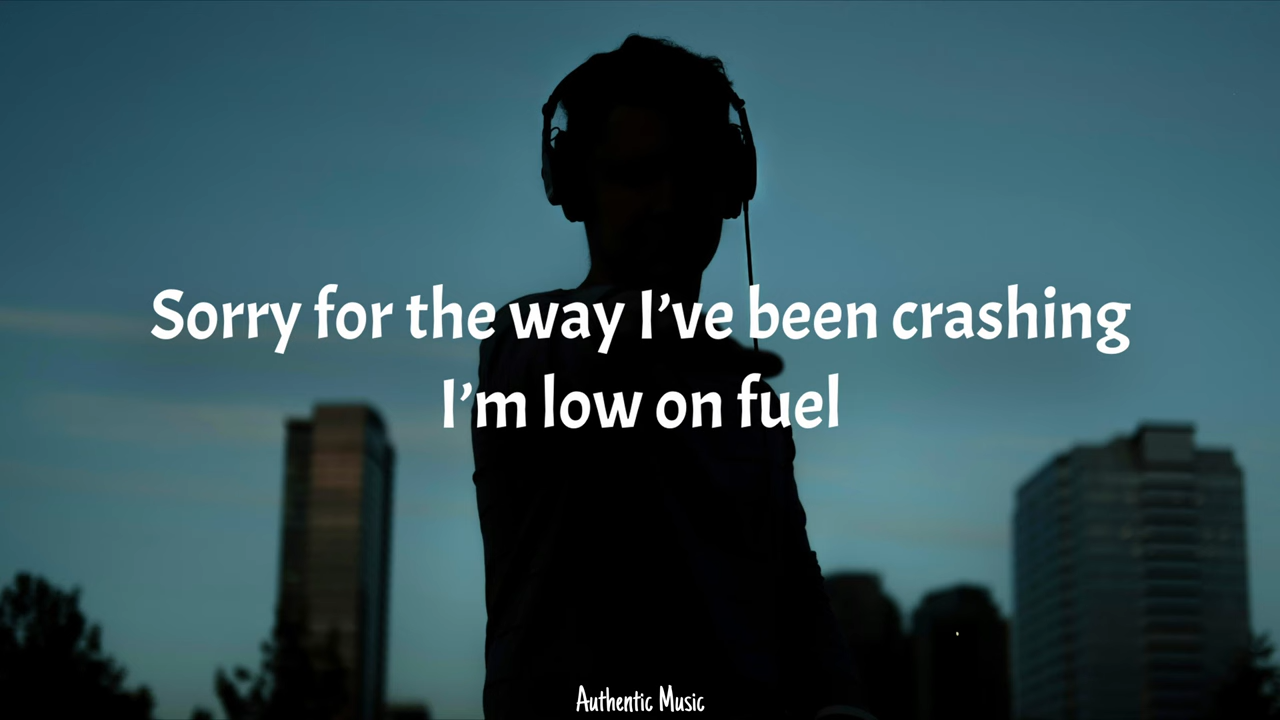 Sorry for the way I’ve been crashing
I’m low on fuel
Authentic Music